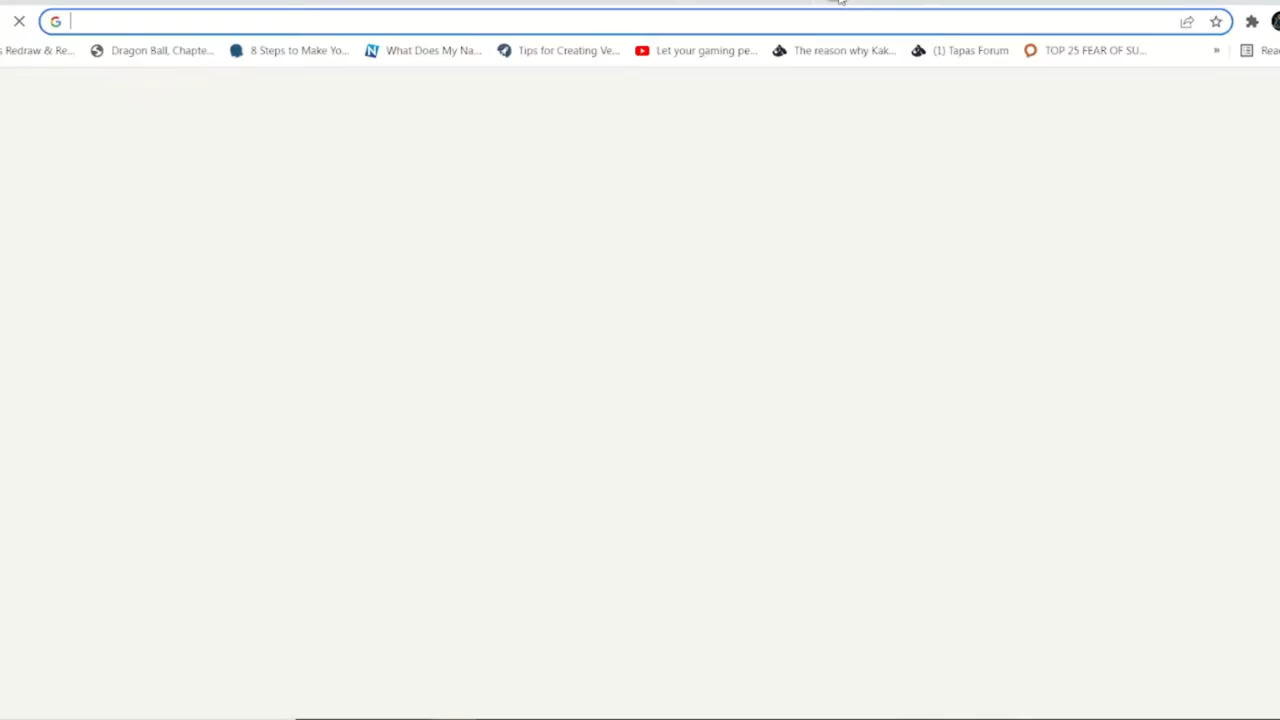 s Redraw & Re... Dragon Ball, Chapte... 8 Steps to Make Yo... What Does My Na... Tips for Creating Ve... Let your gaming pe... The reason why Kak... (1) Tapas Forum TOP 25 FEAR OF SU... » Rea